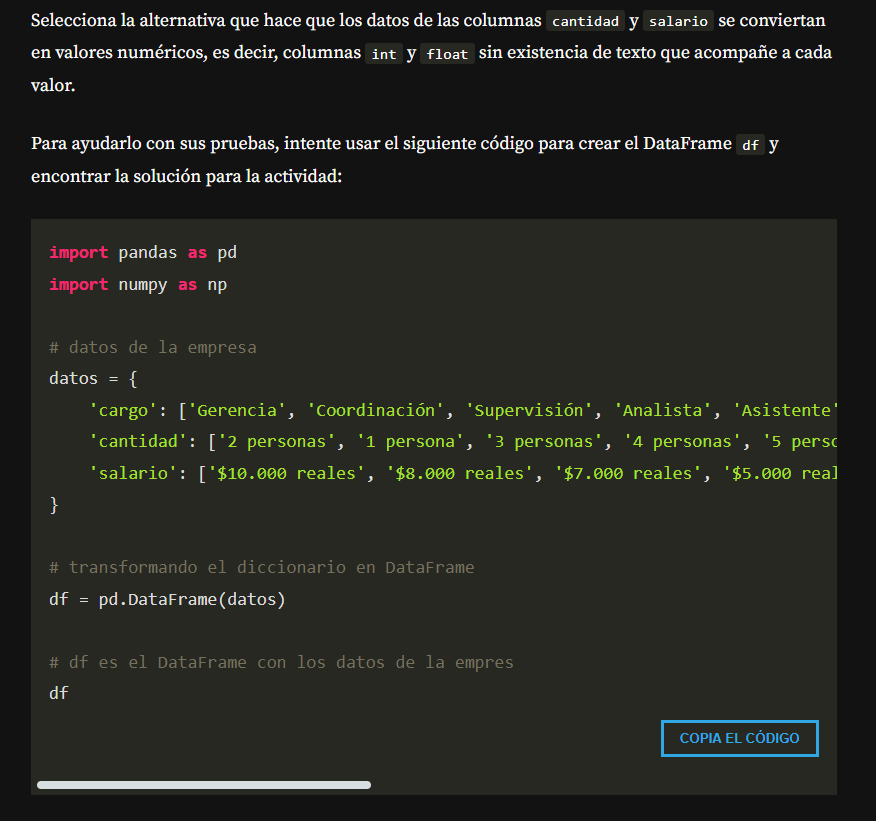 Selecciona la alternativa que hace que los datos de las columnas cantidad y salario se conviertan
en valores numéricos, es decir, columnas int y float sin existencia de texto que acompañe a cada
valor.
Para ayudarlo con sus pruebas, intente usar el siguiente código para crear el DataFrame df y
encontrar la solución para la actividad:
import pandas as pd
import numpy as np
# datos de la empresa
datos = {
    'cargo': ['Gerencia', 'Coordinación', 'Supervisión', 'Analista', 'Asistente'
    'cantidad': ['2 personas', '1 persona', '3 personas', '4 personas', '5 perso
    'salario': ['$10.000 reales', '$8.000 reales', '$7.000 reales', '$5.000 real
}
# transformando el diccionario en DataFrame
df = pd.DataFrame(datos)
# df es el DataFrame con los datos de la empres
df
COPIA EL CÓDIGO